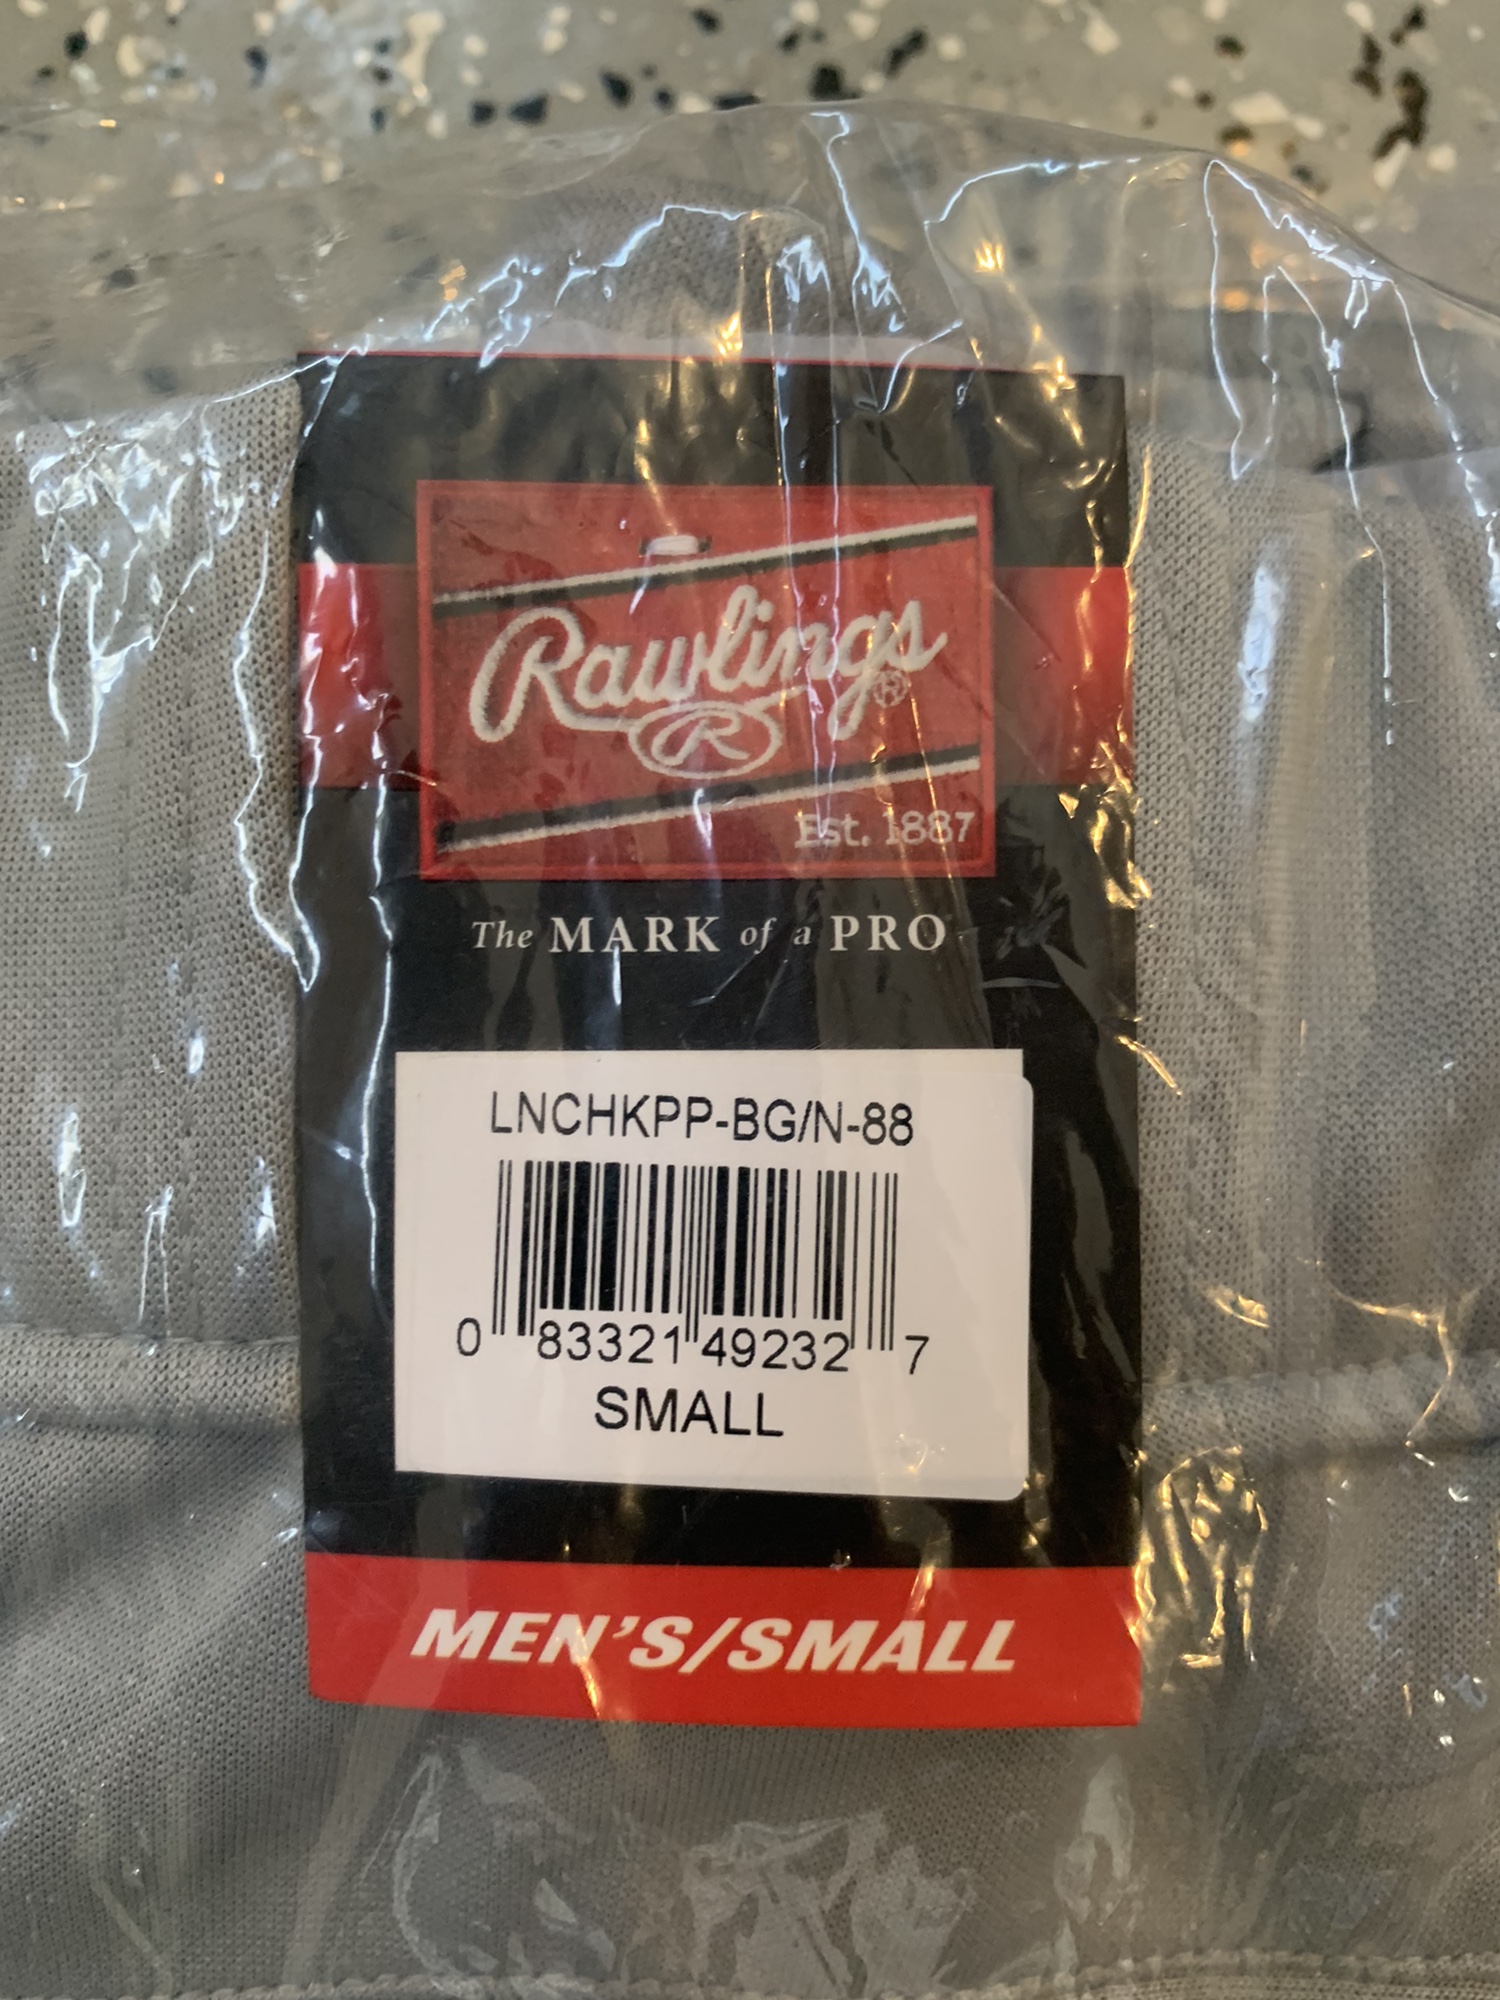 Rawlings®
R
Est. 1887
The MARK of a PRO
LNCHKPP-BG/N-88
0 83321 49232 7
SMALL
MEN'S/SMALL